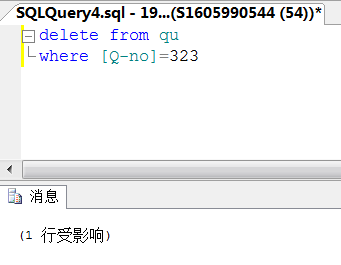 SQLQuery4.sql - 19...(S1605990544 (54))*
delete from qu
where [Q-no]=323
消息
(1 行受影响)